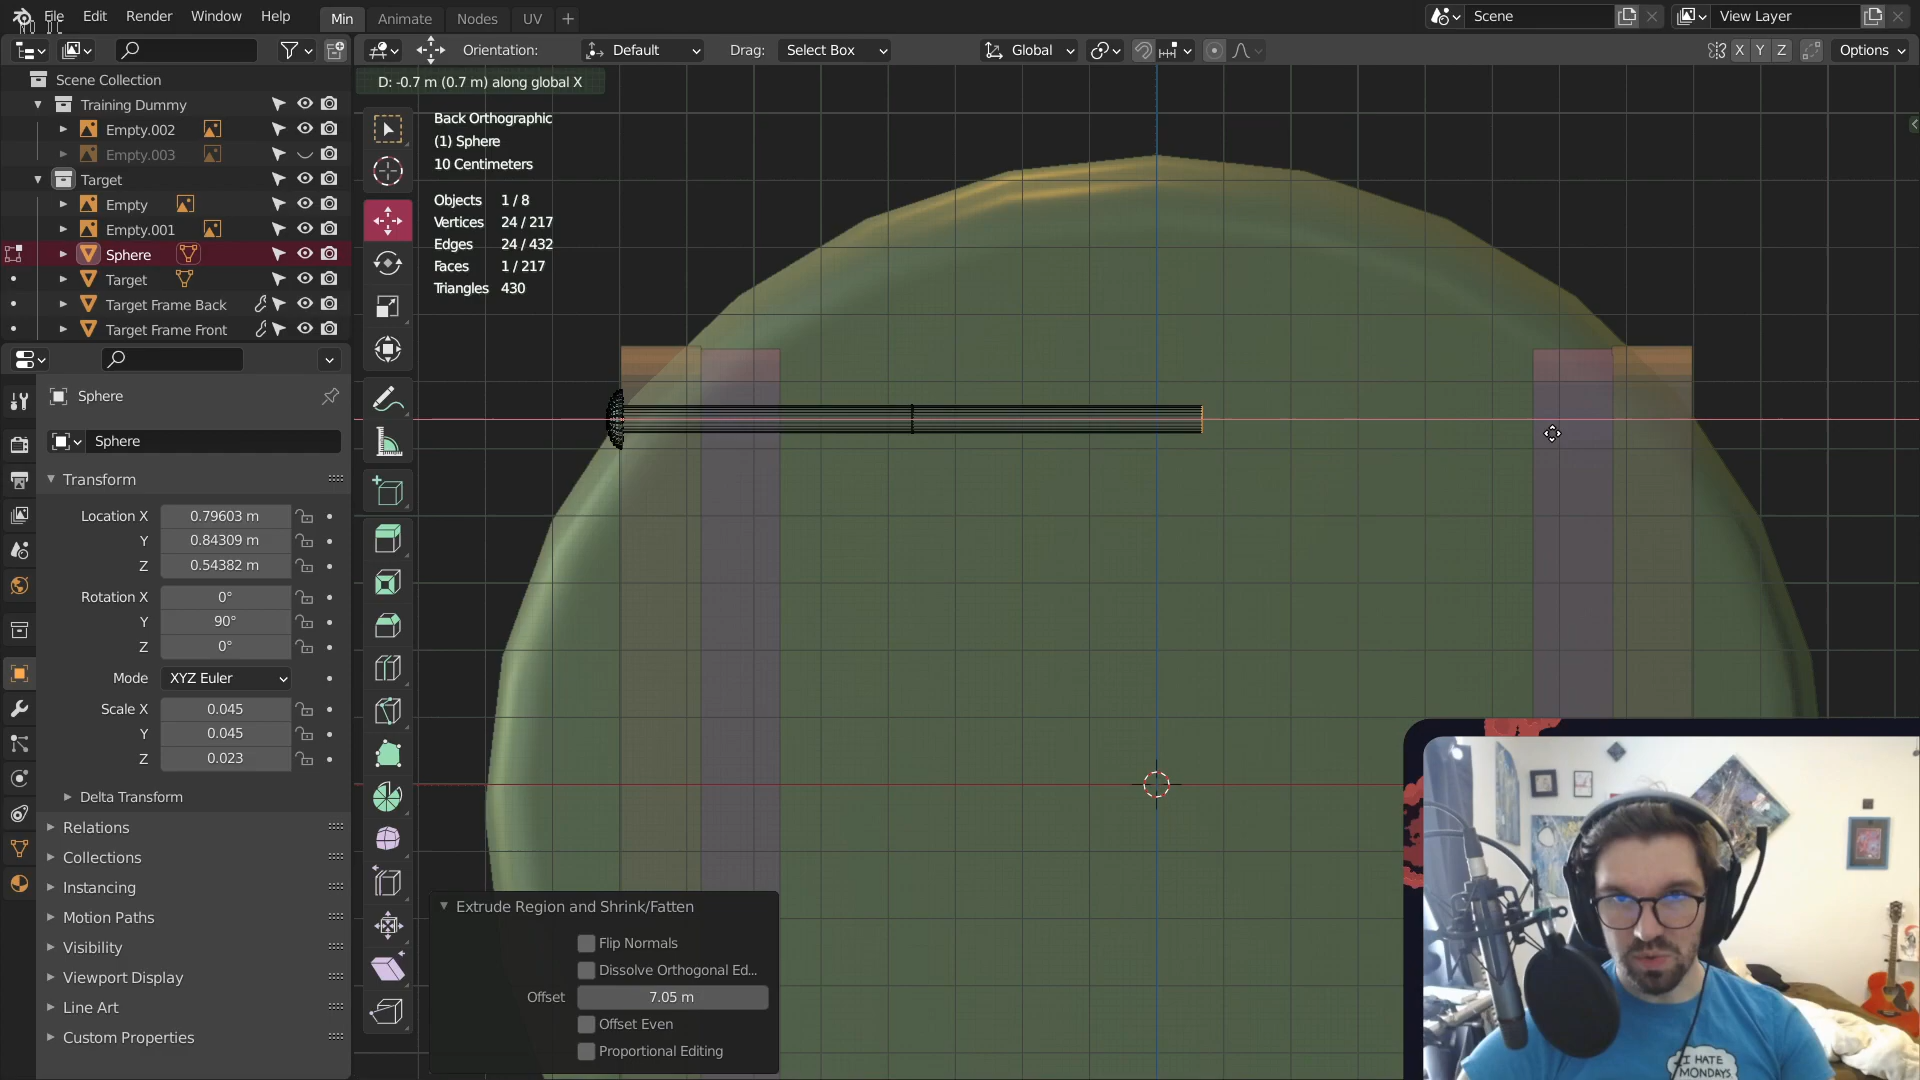 File Edit Render Window Help Min Animate Nodes UV + Scene View Layer
Orientation: Default Drag: Select Box Global X Y Z Options
Scene Collection
D: -0.7 m (0.7 m) along global X
Training Dummy
Empty.002
Empty.003
Target
Empty
Empty.001
Sphere
Target
Target Frame Back
Target Frame Front
Back Orthographic
(1) Sphere
10 Centimeters
Objects 1 / 8
Vertices 24 / 217
Edges 24 / 432
Faces 1 / 217
Triangles 430
Sphere
Sphere
Transform
Location X 0.79603 m
Y 0.84309 m
Z 0.54382 m
Rotation X 0°
Y 90°
Z 0°
Mode XYZ Euler
Scale X 0.045
Y 0.045
Z 0.023
Delta Transform
Relations
Collections
Instancing
Motion Paths
Visibility
Viewport Display
Line Art
Custom Properties
Extrude Region and Shrink/Fatten
Flip Normals
Dissolve Orthogonal Ed...
Offset 7.05 m
Offset Even
Proportional Editing
I HATE
MONDAYS